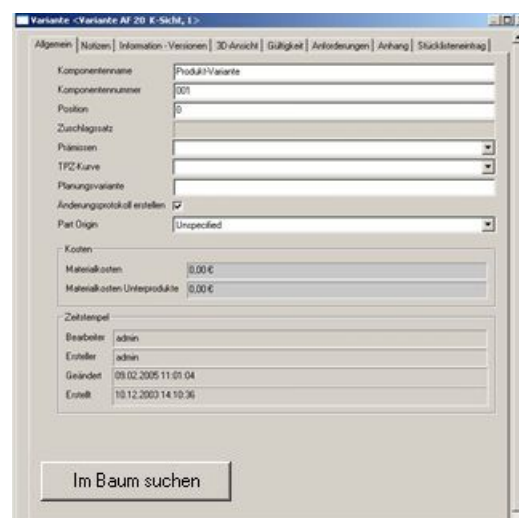 Variante <Variante AF 20 K-Sicht, 1>
Allgemein Notizen Information - Versionen 3D-Ansicht Gültigkeit Anforderungen Anhang Stücklisteneintrag
Komponentenname Produkt-Variante
Komponentennummer 001
Position 0
Zuschlagssatz
Prämissen
TPZ-Kurve
Planungsvariante
Änderungsprotokoll erstellen
Part Origin Unspecified
Kosten
Materialkosten 0,00 €
Materialkosten Unterprodukte 0,00 €
Zeitstempel
Bearbeiter admin
Ersteller admin
Geändert 09.02.2005 11:01:04
Erstellt 10.12.2003 14:10:36
Im Baum suchen